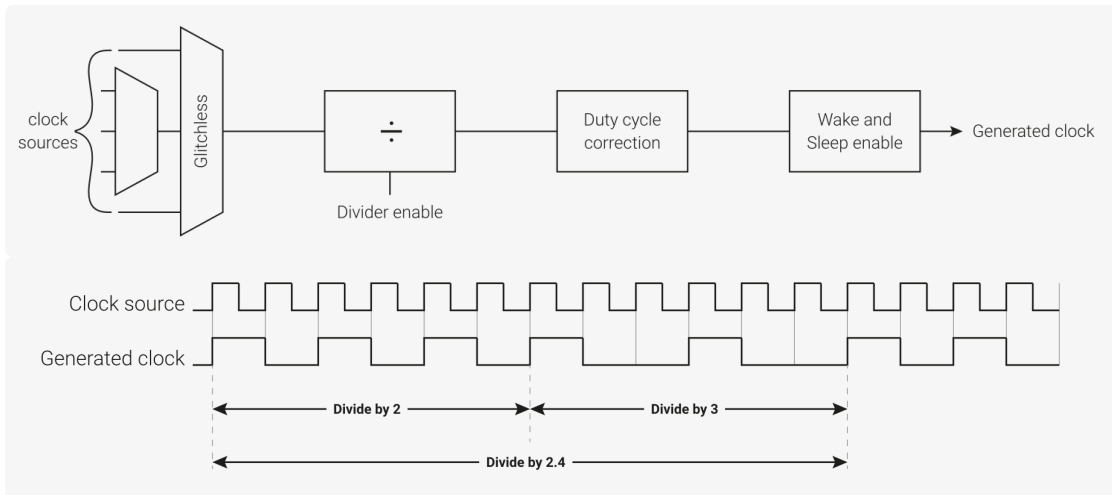 clock
sources
Glitchless
÷
Divider enable
Duty cycle
correction
Wake and
Sleep enable
Generated clock
Clock source
Generated clock
Divide by 2
Divide by 3
Divide by 2.4